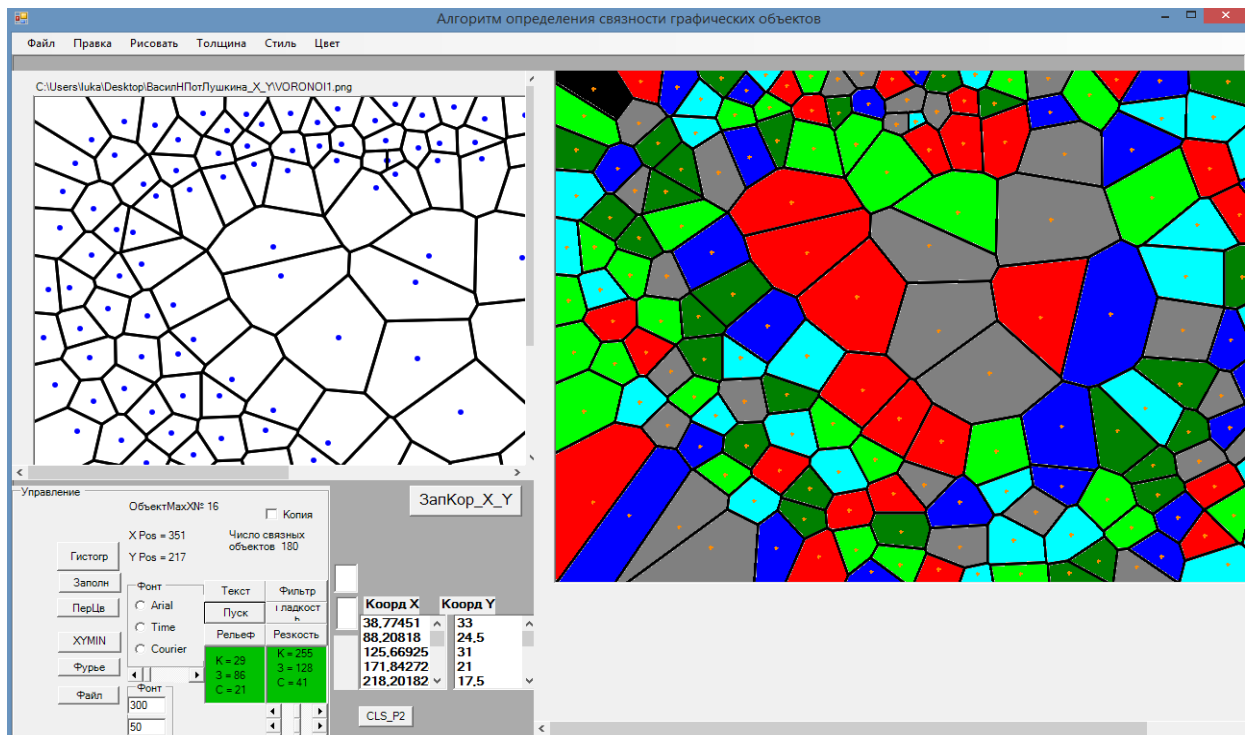 Алгоритм определения связности графических объектов
Файл Правка Рисовать Толщина Стиль Цвет
C:\Users\luka\Desktop\ВасилНПотЛушкина_X_Y\VORONOI1.png
Управление
ОбъектMaxX№ 16
Копия
ЗапКор_X_Y
X Pos = 351
Число связных
объектов 180
Y Pos = 217
Гистогр
Заполн
ПерЦв
XYMIN
Фурье
Файл
Фонт
Arial
Time
Courier
Фонт
300
50
Текст Фильтр
Пуск
Рельеф Резкость
K = 29
З = 86
С = 21
K = 255
З = 128
С = 41
Коорд X Коорд Y
38,77451 33
88,20818 24,5
125,66925 31
171,84272 21
218,20182 17,5
CLS_P2